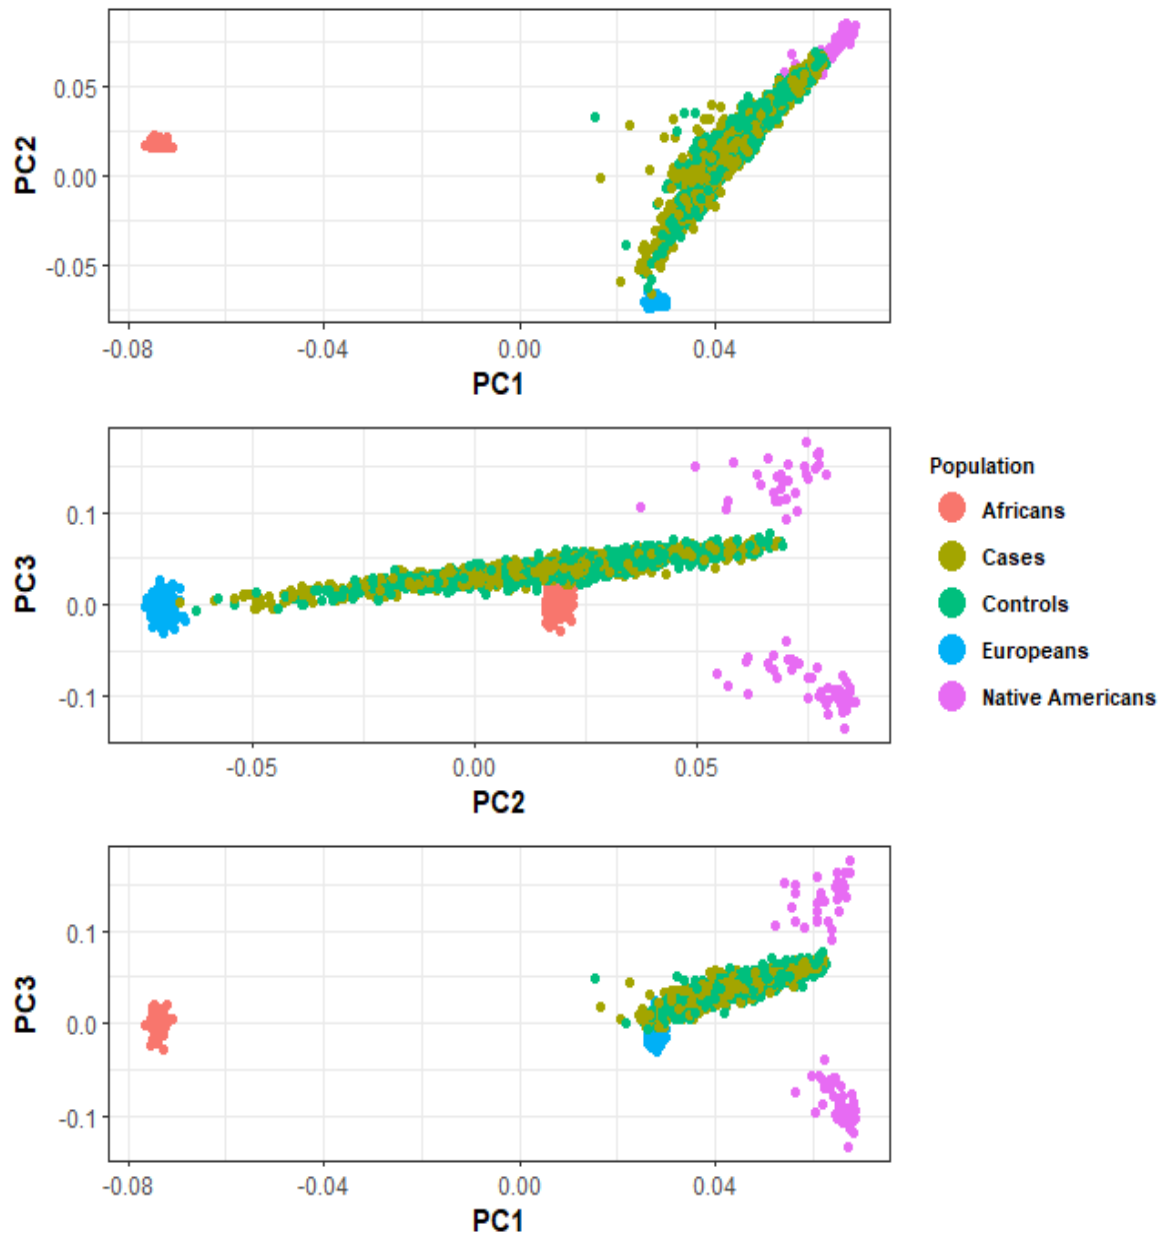 PC2
0.05
0.00
-0.05
-0.08 -0.04 0.00 0.04
PC1
PC3
0.1
0.0
-0.1
-0.05 0.00 0.05
PC2
Population
Africans
Cases
Controls
Europeans
Native Americans
PC3
0.1
0.0
-0.1
-0.08 -0.04 0.00 0.04
PC1